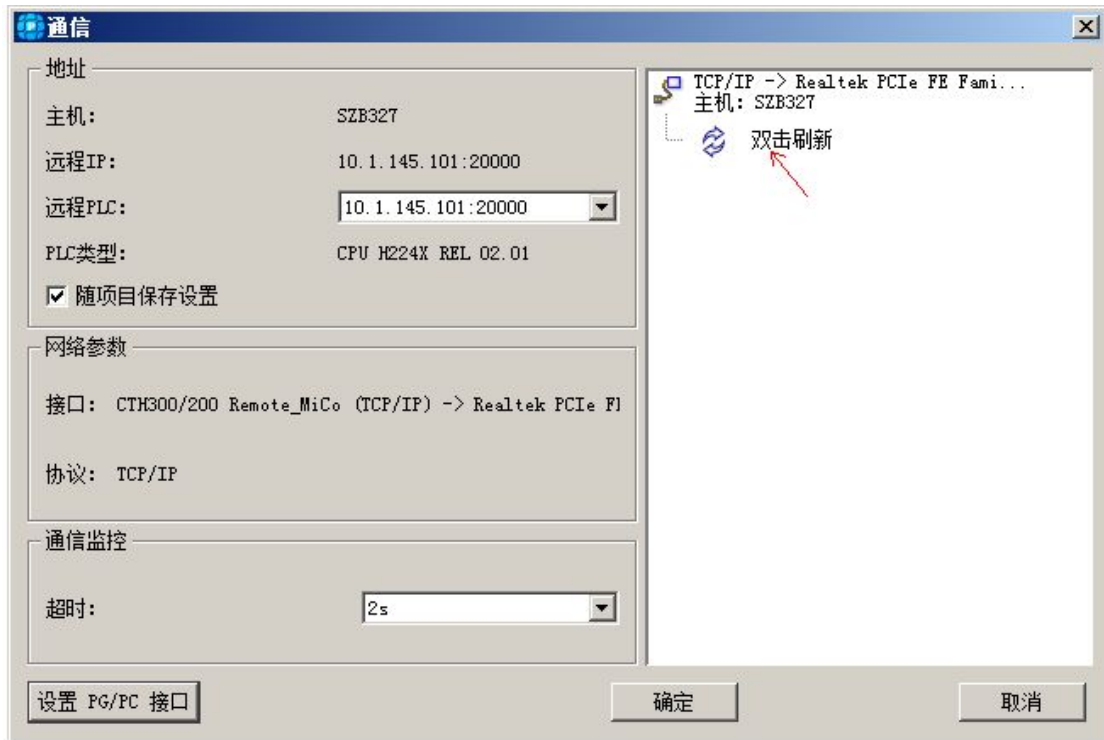 通信
地址
主机: SZB327
远程IP: 10.1.145.101:20000
远程PLC: 10.1.145.101:20000
PLC类型: CPU H224X REL 02.01
随项目保存设置
网络参数
接口: CTH300/200 Remote_MiCo (TCP/IP) -> Realtek PCIe F
协议: TCP/IP
通信监控
超时: 2s
TCP/IP -> Realtek PCIe FE Fami...
主机: SZB327
双击刷新
设置 PG/PC 接口
确定
取消